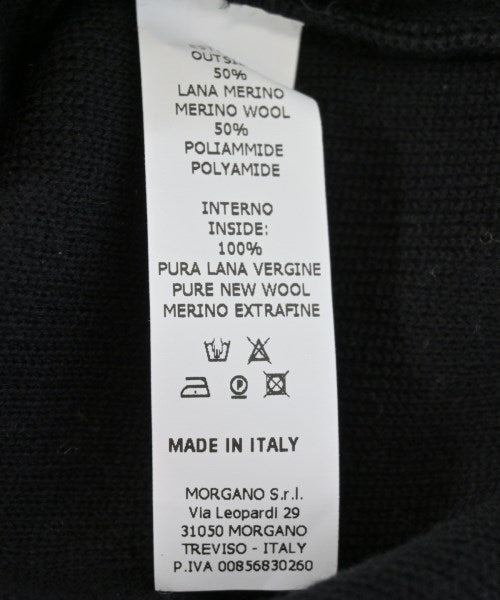 OUTSI
50%
LANA MERINO
MERINO WOOL
50%
POLIAMMIDE
POLYAMIDE
INTERNO
INSIDE:
100%
PURA LANA VERGINE
PURE NEW WOOL
MERINO EXTRAFINE
P
MADE IN ITALY
MORGANO S.r.l.
Via Leopardi 29
31050 MORGANO
TREVISO - ITALY
P.IVA 00856830260